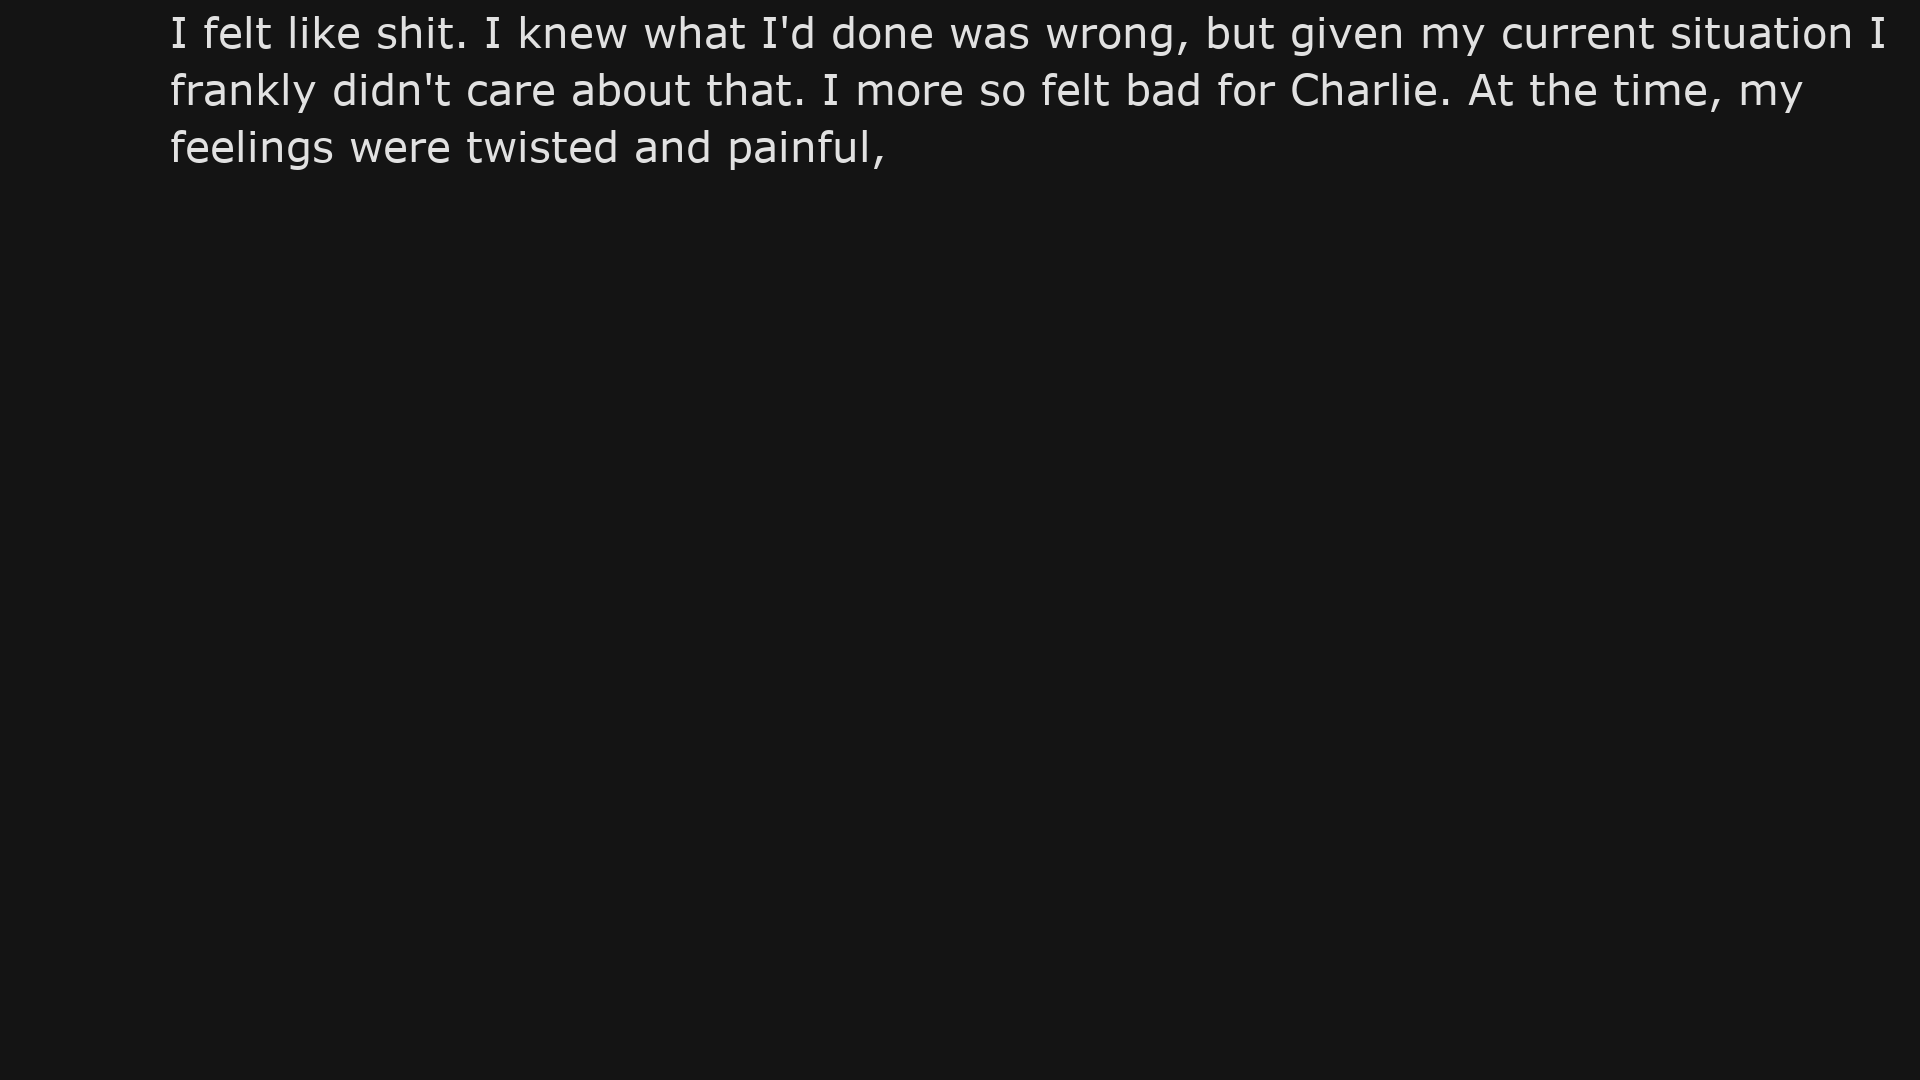 I felt like shit. I knew what I'd done was wrong, but given my current situation I
frankly didn't care about that. I more so felt bad for Charlie. At the time, my
feelings were twisted and painful,